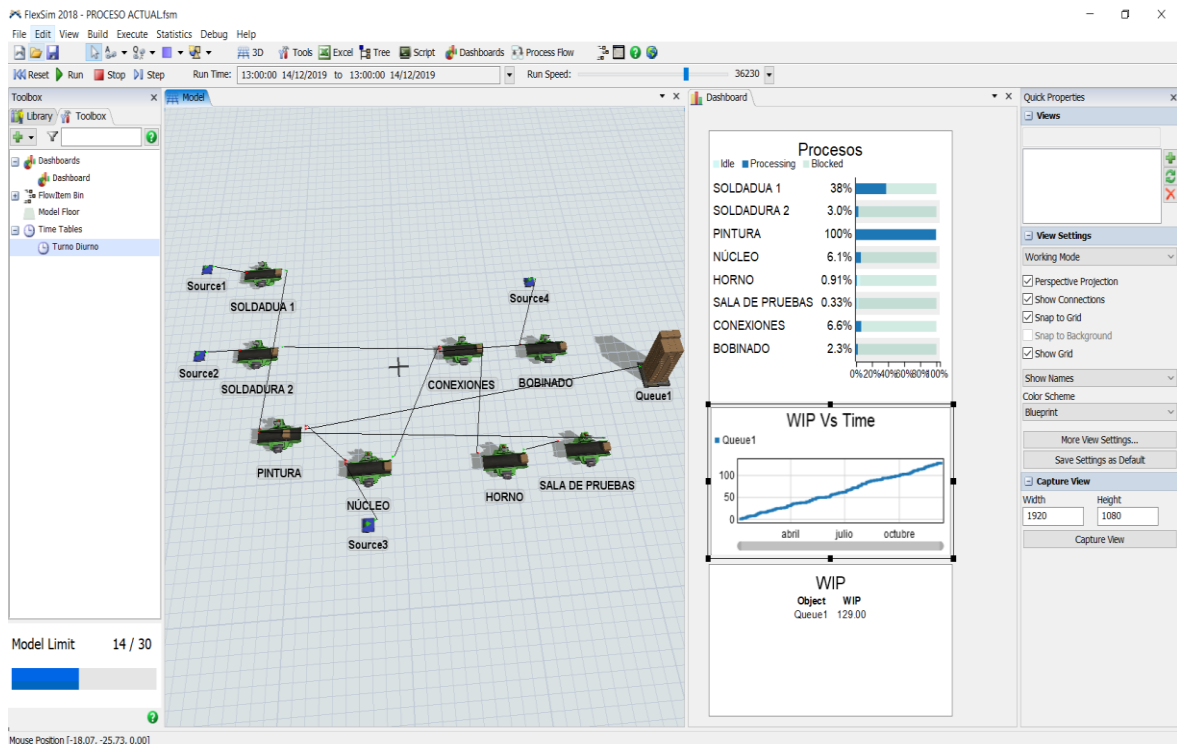 FlexSim 2018 - PROCESO ACTUAL.fsm
File Edit View Build Execute Statistics Debug Help
3D Tools Excel Tree Script Dashboards Process Flow
Reset Run Stop Step Run Time: 13:00:00 14/12/2019 to 13:00:00 14/12/2019 Run Speed: 36230
Toolbox
Library Toolbox
Dashboards
Dashboard
FlowItem Bin
Model Floor
Time Tables
Turno Diurno
Model Limit 14 / 30
Model
Source1
SOLDADUA 1
Source4
Source2
SOLDADURA 2
CONEXIONES
BOBINADO
Queue1
PINTURA
NÚCLEO
HORNO
SALA DE PRUEBAS
Source3
Dashboard
Procesos
Idle Processing Blocked
SOLDADUA 1 38%
SOLDADURA 2 3.0%
PINTURA 100%
NÚCLEO 6.1%
HORNO 0.91%
SALA DE PRUEBAS 0.33%
CONEXIONES 6.6%
BOBINADO 2.3%
0%20%40%60%80%100%
WIP Vs Time
Queue1
100
50
0
abril julio octubre
WIP
Object WIP
Queue1 129.00
Quick Properties
Views
View Settings
Working Mode
Perspective Projection
Show Connections
Snap to Grid
Snap to Background
Show Grid
Show Names
Color Scheme
Blueprint
More View Settings...
Save Settings as Default
Capture View
Width Height
1920 1080
Capture View
Mouse Position [-18.07, -25.73, 0.00]